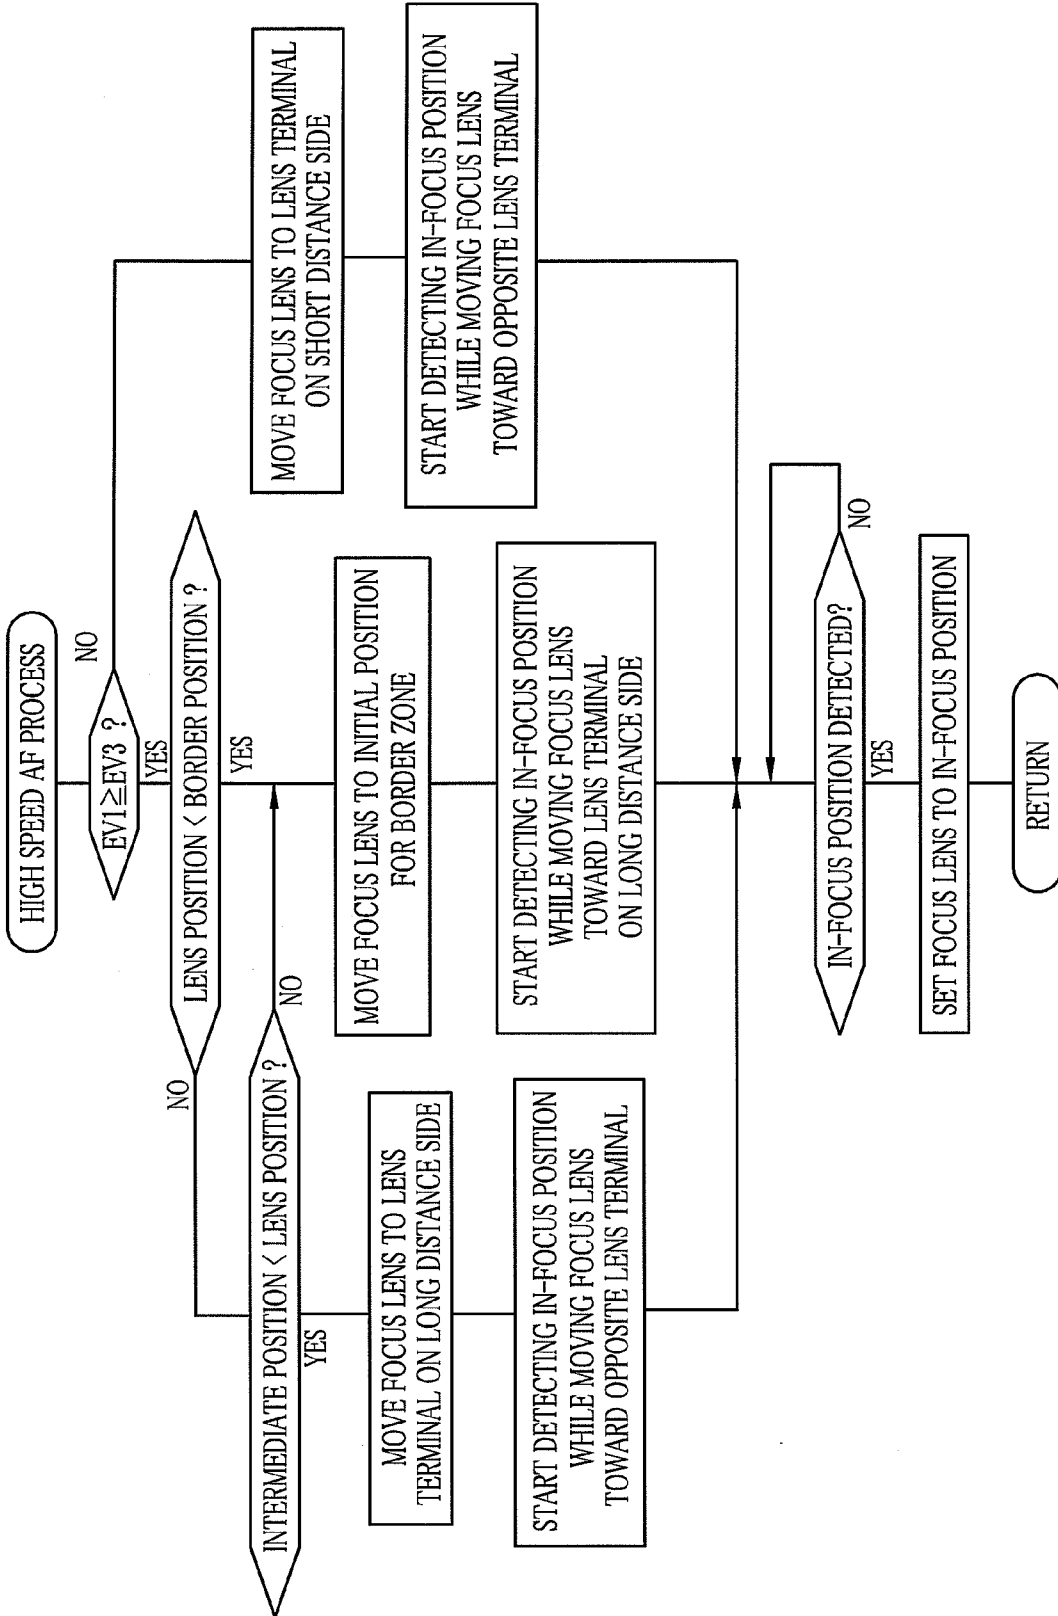 HIGH SPEED AF PROCESS
EV1≧EV3 ?
NO
YES
LENS POSITION < BORDER POSITION ?
NO
YES
INTERMEDIATE POSITION < LENS POSITION ?
NO
YES
MOVE FOCUS LENS TO LENS
TERMINAL ON LONG DISTANCE SIDE
START DETECTING IN-FOCUS POSITION
WHILE MOVING FOCUS LENS
TOWARD OPPOSITE LENS TERMINAL
MOVE FOCUS LENS TO INITIAL POSITION
FOR BORDER ZONE
START DETECTING IN-FOCUS POSITION
WHILE MOVING FOCUS LENS
TOWARD LENS TERMINAL
ON LONG DISTANCE SIDE
MOVE FOCUS LENS TO LENS TERMINAL
ON SHORT DISTANCE SIDE
START DETECTING IN-FOCUS POSITION
WHILE MOVING FOCUS LENS
TOWARD OPPOSITE LENS TERMINAL
IN-FOCUS POSITION DETECTED?
NO
YES
SET FOCUS LENS TO IN-FOCUS POSITION
RETURN